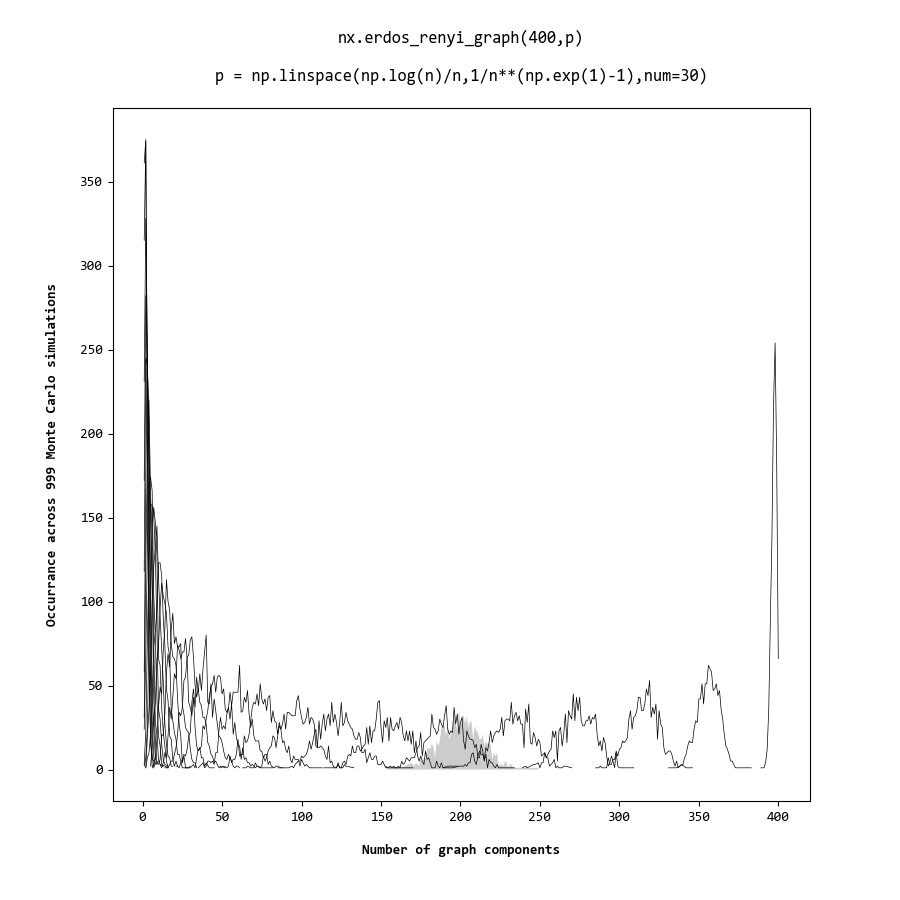 nx.erdos_renyi_graph(400,p)
p = np.linspace(np.log(n)/n,1/n**(np.exp(1)-1),num=30)
350
300
250
200
150
100
50
0
Occurrance across 999 Monte Carlo simulations
0 50 100 150 200 250 300 350 400
Number of graph components